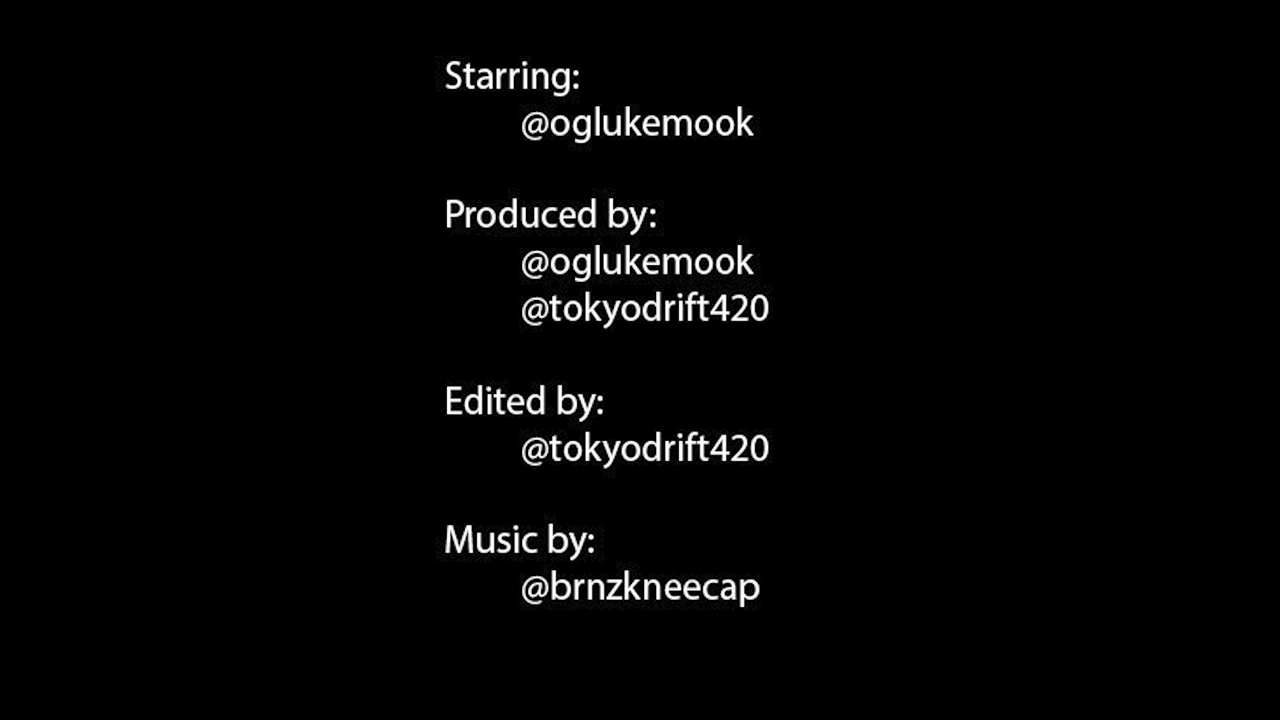 Starring:
@oglukemook
Produced by:
@oglukemook
@tokyodrift420
Edited by:
@tokyodrift420
Music by:
@brnzkneecap